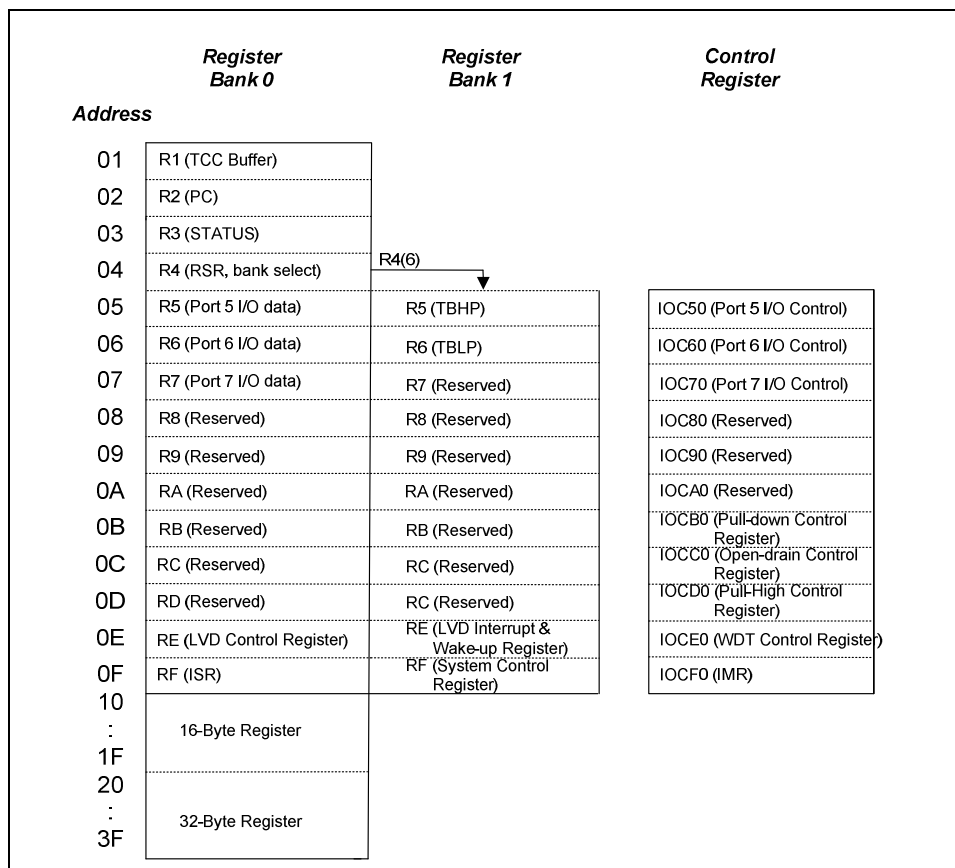 Register Bank 0
Register Bank 1
Control Register
Address
01 R1 (TCC Buffer)
02 R2 (PC)
03 R3 (STATUS)
04 R4 (RSR, bank select) R4(6)
05 R5 (Port 5 I/O data) R5 (TBHP) IOC50 (Port 5 I/O Control)
06 R6 (Port 6 I/O data) R6 (TBLP) IOC60 (Port 6 I/O Control)
07 R7 (Port 7 I/O data) R7 (Reserved) IOC70 (Port 7 I/O Control)
08 R8 (Reserved) R8 (Reserved) IOC80 (Reserved)
09 R9 (Reserved) R9 (Reserved) IOC90 (Reserved)
0A RA (Reserved) RA (Reserved) IOCA0 (Reserved)
0B RB (Reserved) RB (Reserved) IOCB0 (Pull-down Control Register)
0C RC (Reserved) RC (Reserved) IOCC0 (Open-drain Control Register)
0D RD (Reserved) RC (Reserved) IOCD0 (Pull-High Control Register)
0E RE (LVD Control Register) RE (LVD Interrupt & Wake-up Register) IOCE0 (WDT Control Register)
0F RF (ISR) RF (System Control Register) IOCF0 (IMR)
10
:
1F
16-Byte Register
20
:
3F
32-Byte Register